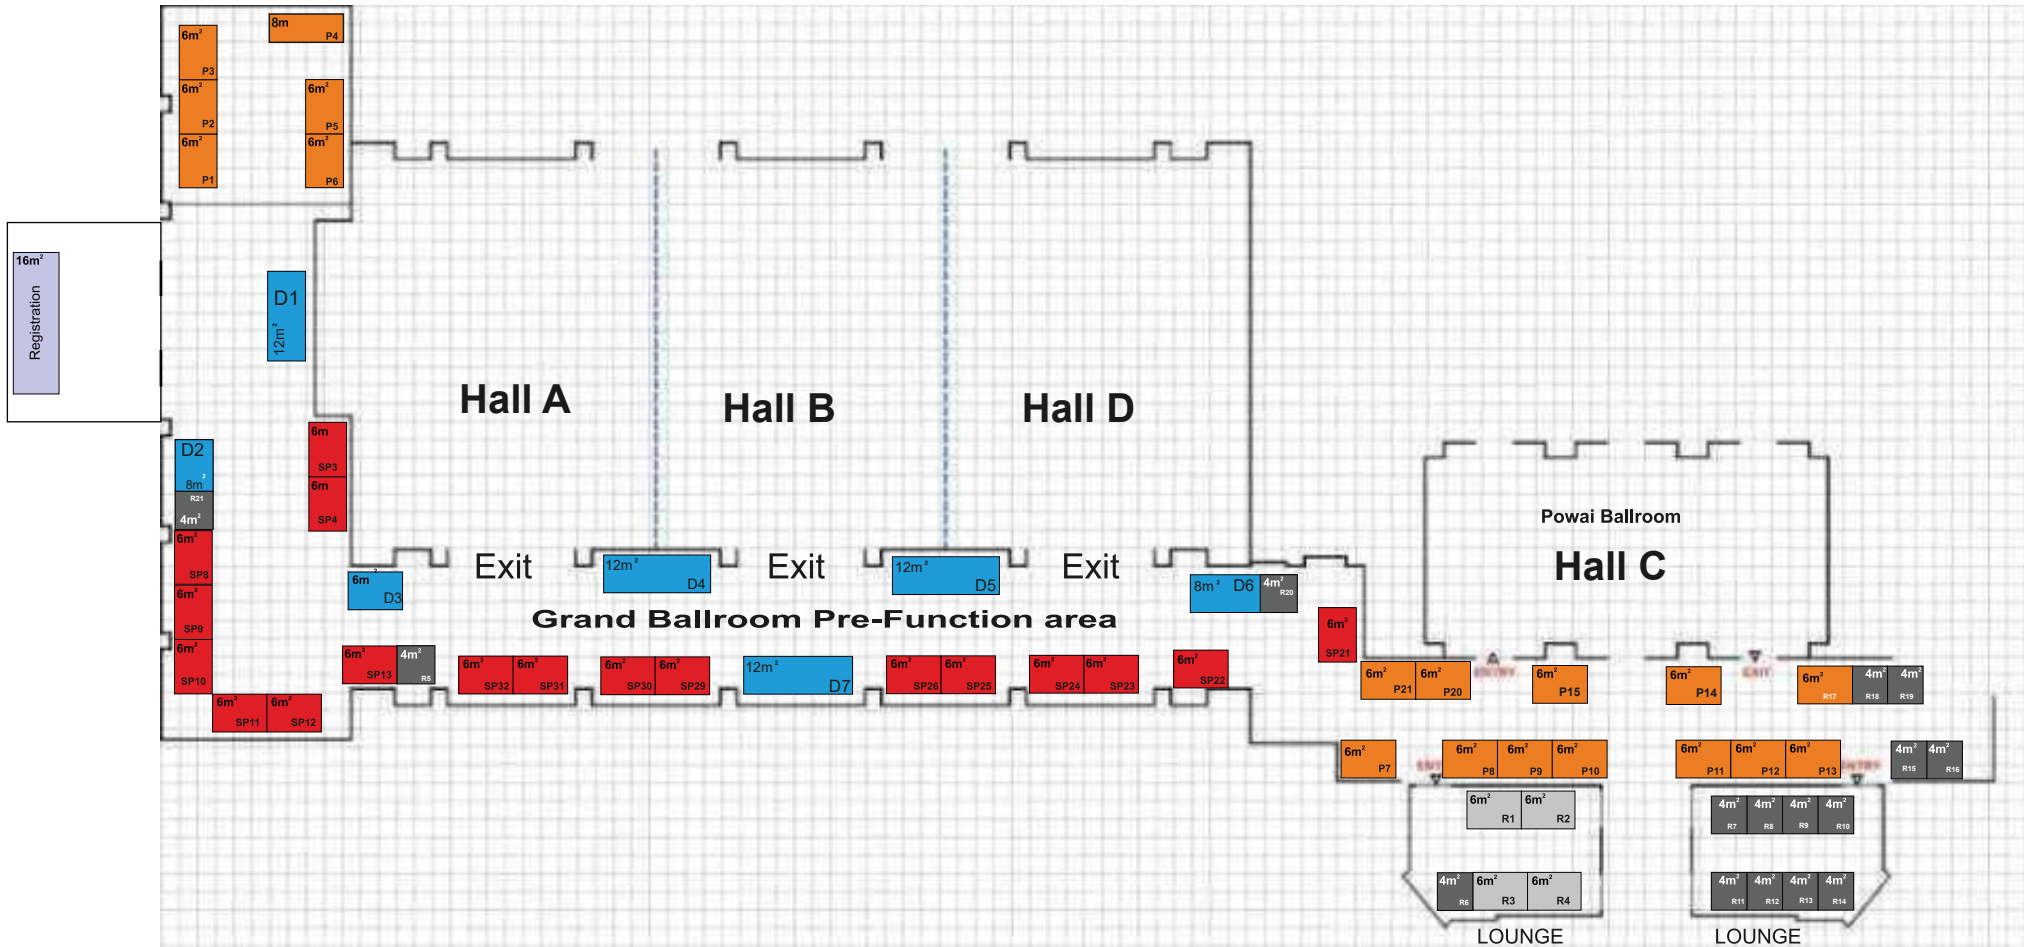 8m
P4
6m²
P3
6m²
P2
6m²
P1
6m²
P5
6m²
P6
16m²
Registration
D1
12m²
Hall A
Hall B
Hall D
D2
8m²
R21
4m²
6m
SP3
6m
SP4
6m²
SP8
6m²
SP9
6m²
SP10
6m²
SP11
6m²
SP12
6m²
D3
Exit
12m²
D4
Exit
12m²
D5
Exit
8m² D6
4m²
R20
Grand Ballroom Pre-Function area
6m²
SP13
4m²
R5
6m²
SP32
6m²
SP31
6m²
SP30
6m²
SP29
12m²
D7
6m²
SP26
6m²
SP25
6m²
SP24
6m²
SP23
6m²
SP22
6m²
SP21
Powai Ballroom
Hall C
6m²
P21
6m²
P20
ENTRY
6m²
P15
6m²
P14
EXIT
6m²
R17
4m²
R18
4m²
R19
6m²
P7
6m²
P8
6m²
P9
6m²
P10
6m²
P11
6m²
P12
6m²
P13
4m²
R15
4m²
R16
6m²
R1
6m²
R2
4m²
R6
6m²
R3
6m²
R4
LOUNGE
4m²
R7
4m²
R8
4m²
R9
4m²
R10
4m²
R11
4m²
R12
4m²
R13
4m²
R14
LOUNGE